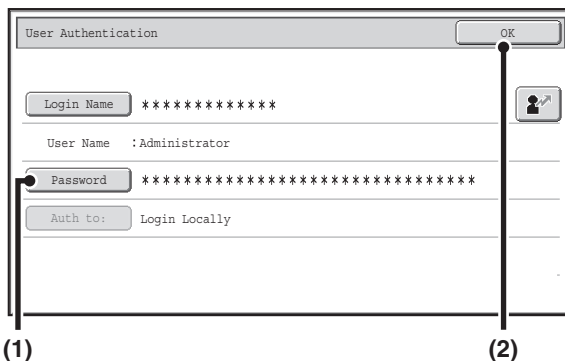 User Authentication OK
Login Name *************
User Name :Administrator
Password ********************************
Auth to: Login Locally
(1) (2)